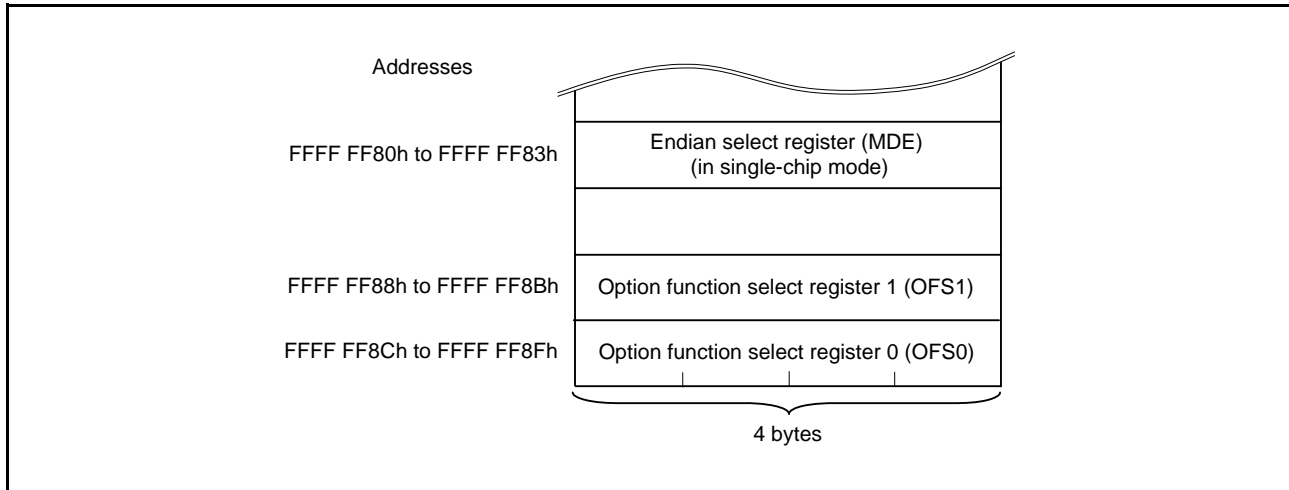 Addresses
FFFF FF80h to FFFF FF83h
Endian select register (MDE)
(in single-chip mode)
FFFF FF88h to FFFF FF8Bh
Option function select register 1 (OFS1)
FFFF FF8Ch to FFFF FF8Fh
Option function select register 0 (OFS0)
4 bytes